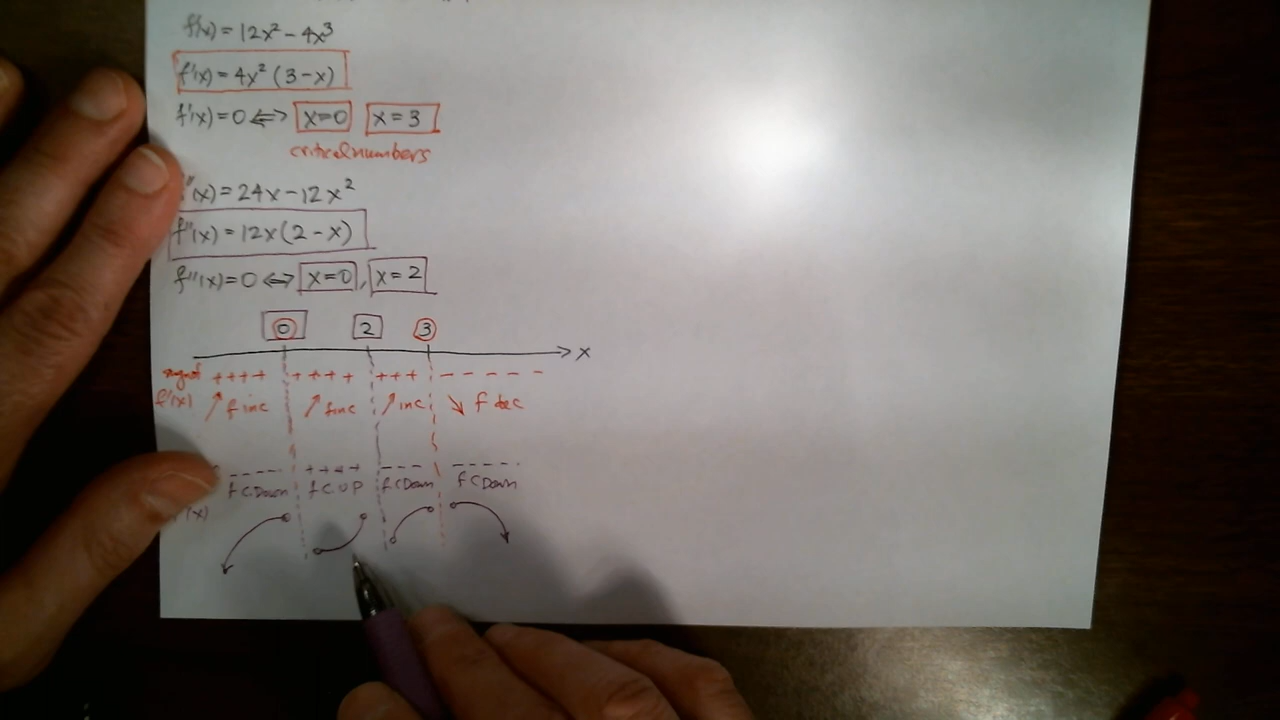 f'(x) = 12x² - 4x³
f'(x) = 4x² (3-x)
f'(x) = 0 ⟺ x=0 x=3
critical numbers
f''(x) = 24x - 12x²
f''(x) = 12x(2-x)
f''(x) = 0 ⟺ x=0, x=2
0 2 3
x
++++ ++++ +++ -----
f'(x) ↗ f inc ↗ f inc ↗ inc ↘ f dec
---- ++++ --- -----
f C Down f C UP f C Down f C Down
(x)